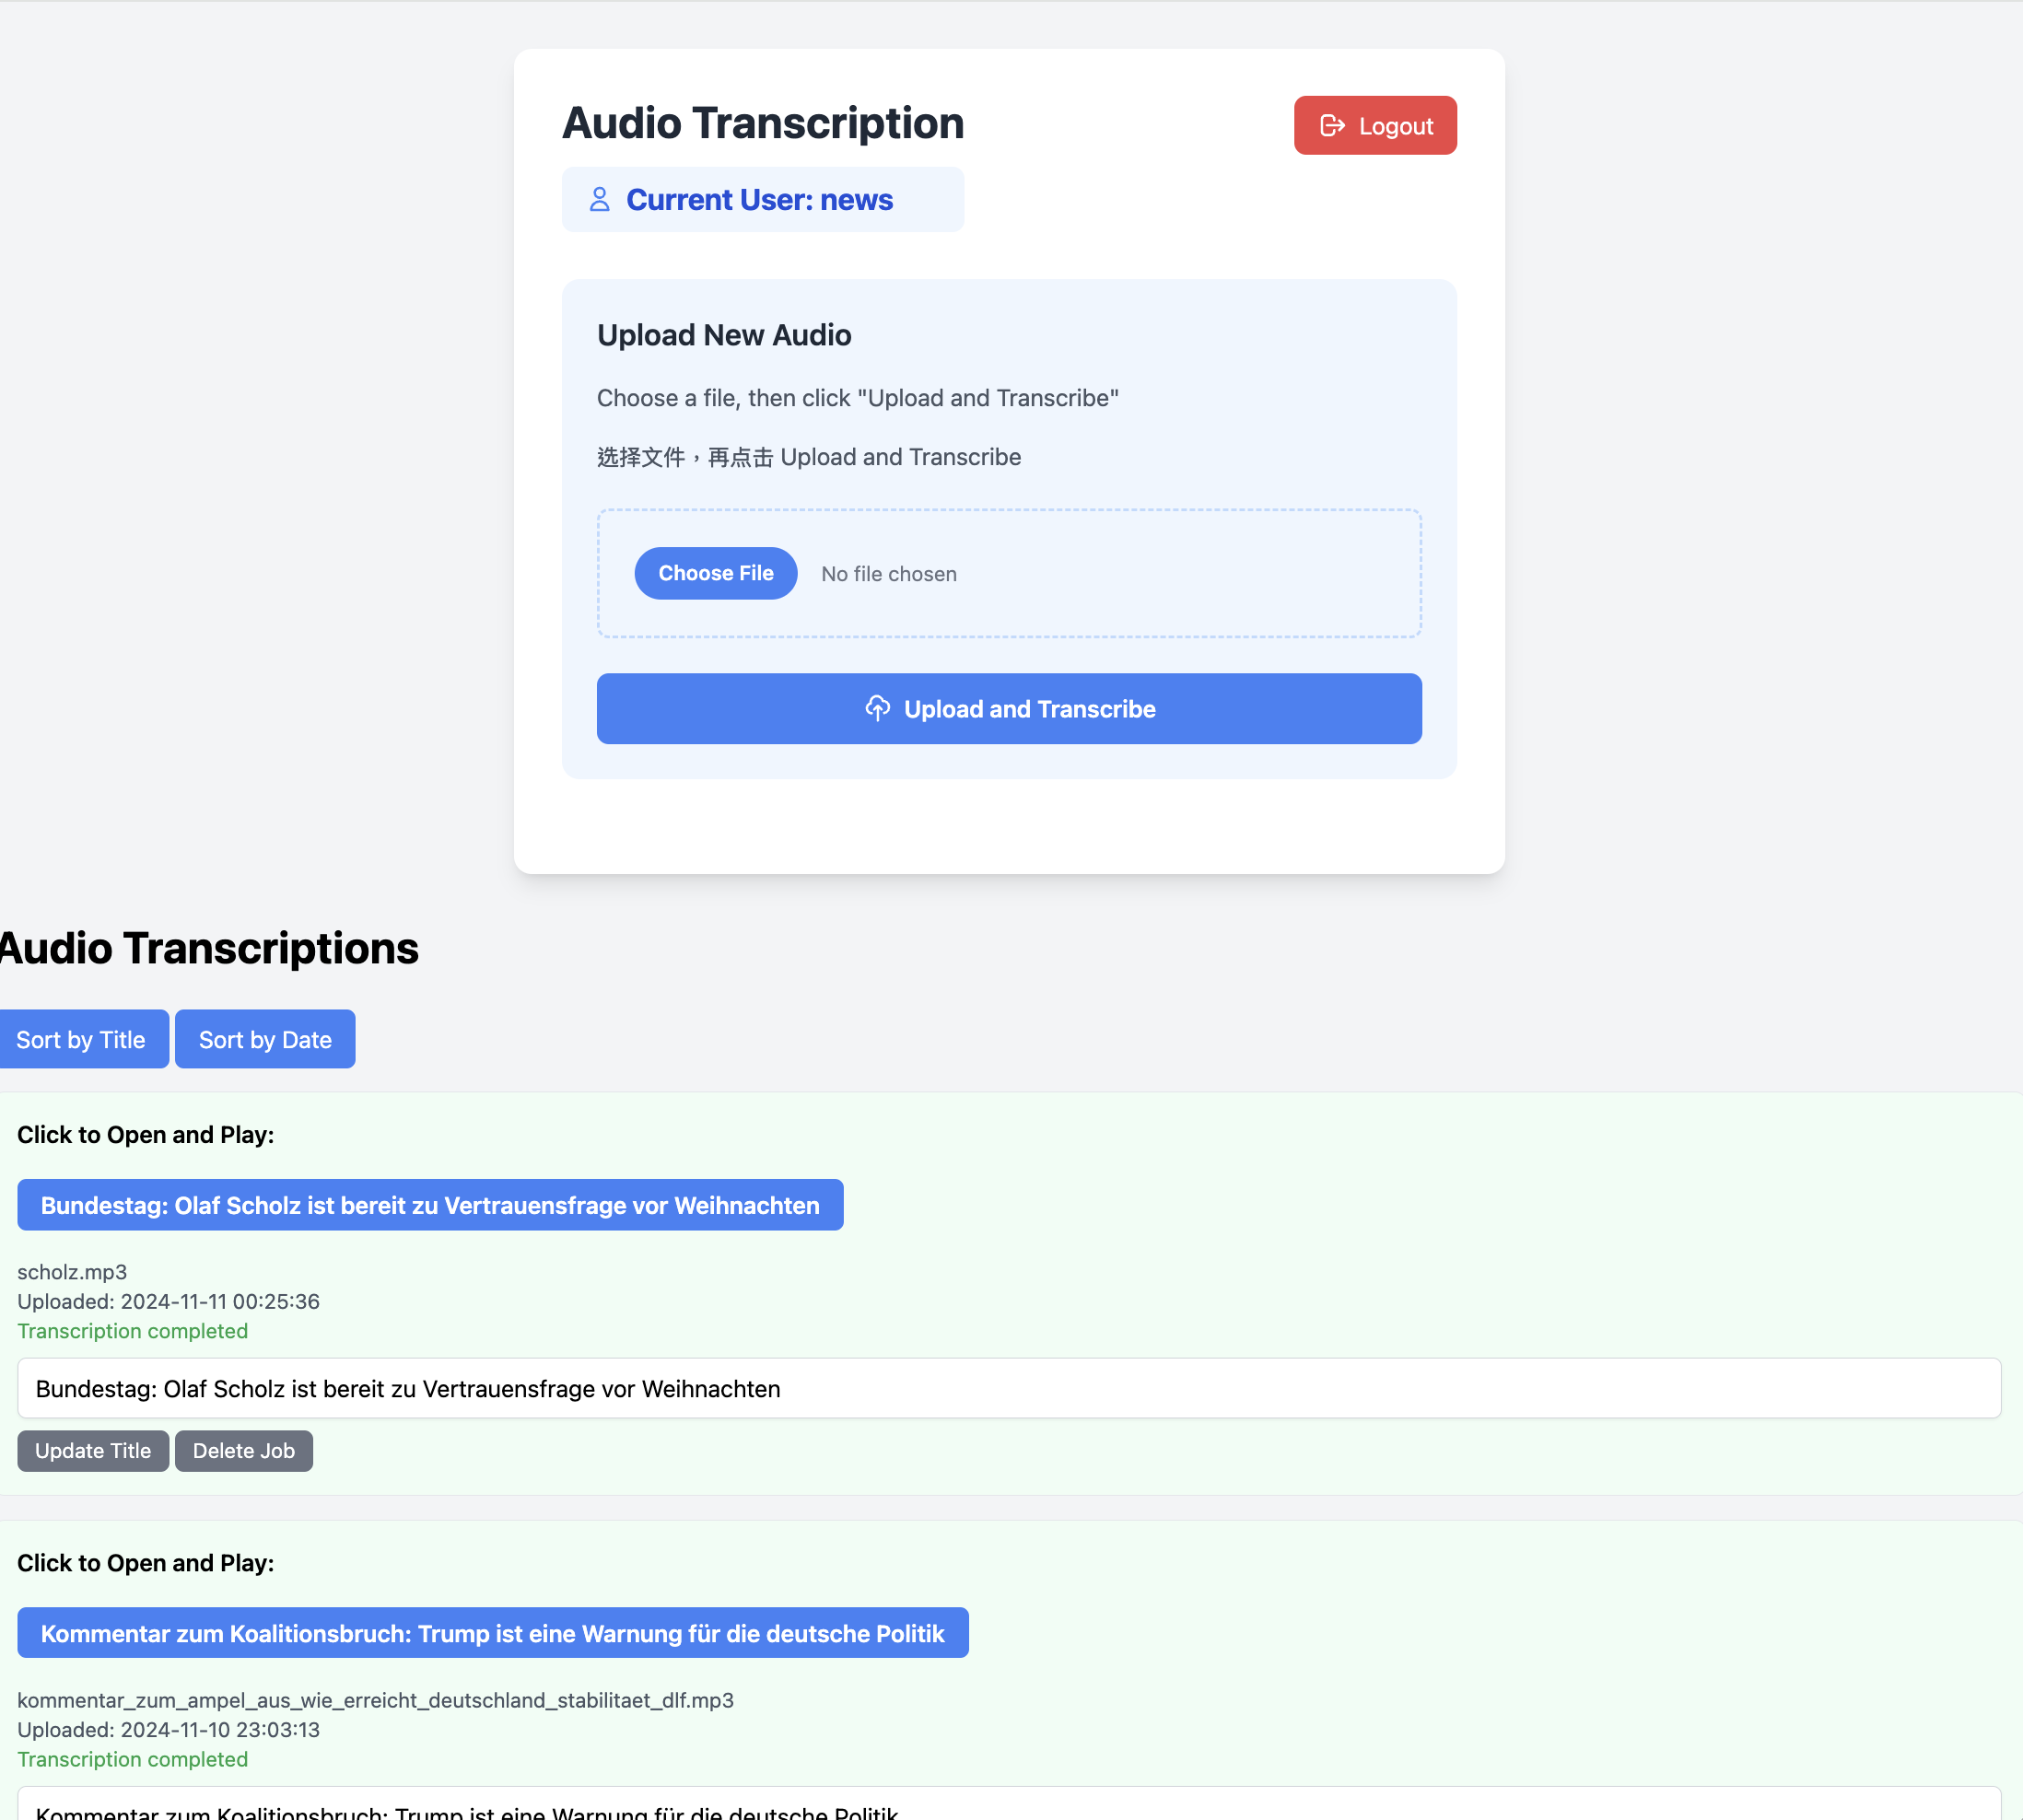 Audio Transcription
Logout
Current User: news
Upload New Audio
Choose a file, then click "Upload and Transcribe"
選择文件，再点击 Upload and Transcribe
Choose File No file chosen
Upload and Transcribe
Audio Transcriptions
Sort by Title Sort by Date
Click to Open and Play:
Bundestag: Olaf Scholz ist bereit zu Vertrauensfrage vor Weihnachten
scholz.mp3
Uploaded: 2024-11-11 00:25:36
Transcription completed
Bundestag: Olaf Scholz ist bereit zu Vertrauensfrage vor Weihnachten
Update Title Delete Job
Click to Open and Play:
Kommentar zum Koalitionsbruch: Trump ist eine Warnung für die deutsche Politik
kommentar_zum_ampel_aus_wie_erreicht_deutschland_stabilitaet_dlf.mp3
Uploaded: 2024-11-10 23:03:13
Transcription completed
Kommentar zum Koalitionsbruch: Trump ist eine Warnung für die deutsche Politik